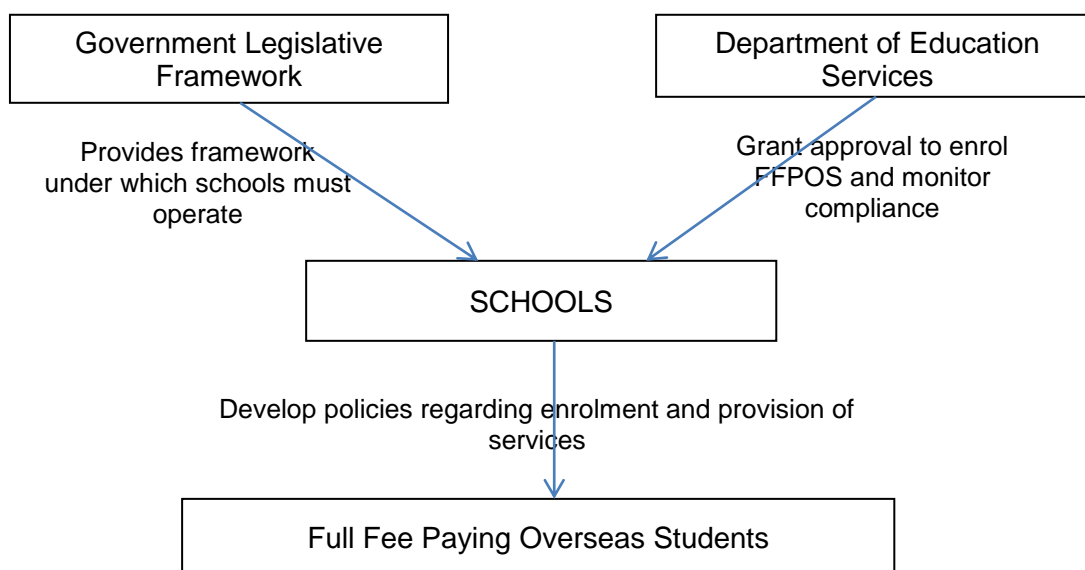 Government Legislative
Framework
Department of Education
Services
Provides framework
under which schools must
operate
Grant approval to enrol
FFPOS and monitor
compliance
SCHOOLS
Develop policies regarding enrolment and provision of
services
Full Fee Paying Overseas Students